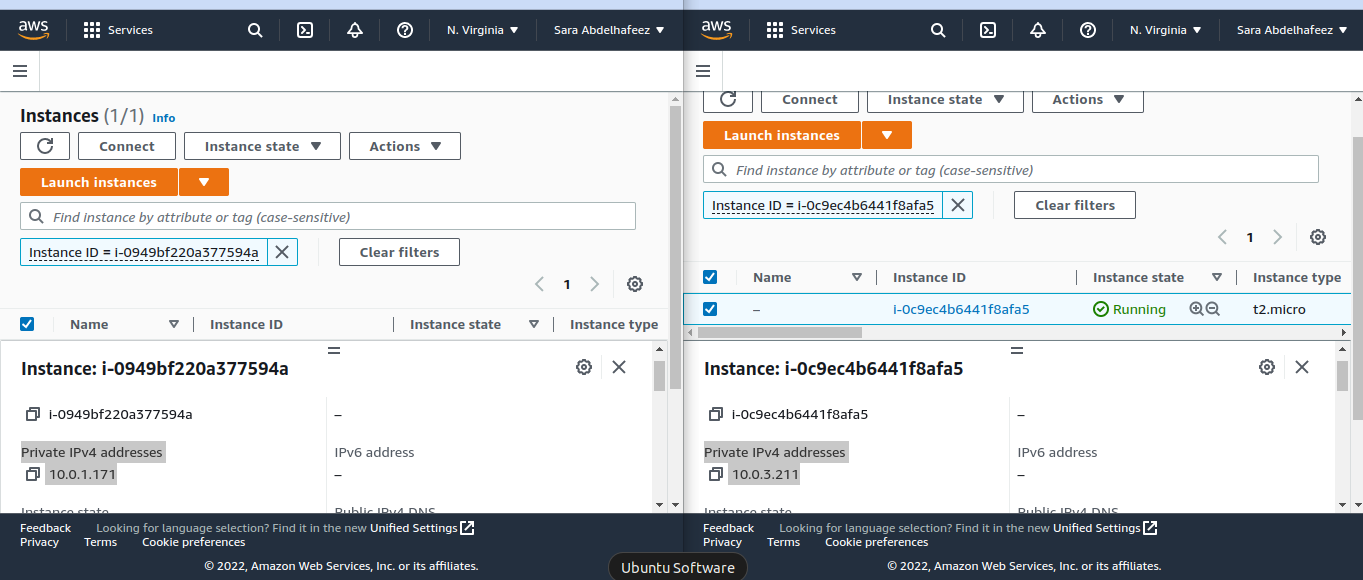 aws Services N. Virginia Sara Abdelhafeez
Instances (1/1) Info
Connect Instance state Actions
Launch instances
Find instance by attribute or tag (case-sensitive)
Instance ID = i-0949bf220a377594a Clear filters
1
Name Instance ID Instance state Instance type
Instance: i-0949bf220a377594a
i-0949bf220a377594a –
Private IPv4 addresses IPv6 address
10.0.1.171 –
Instance state Public IPv4 DNS
Feedback Looking for language selection? Find it in the new Unified Settings
Privacy Terms Cookie preferences
© 2022, Amazon Web Services, Inc. or its affiliates.
aws Services N. Virginia Sara Abdelhafeez
Connect Instance state Actions
Launch instances
Find instance by attribute or tag (case-sensitive)
Instance ID = i-0c9ec4b6441f8afa5 Clear filters
1
Name Instance ID Instance state Instance type
– i-0c9ec4b6441f8afa5 Running t2.micro
Instance: i-0c9ec4b6441f8afa5
i-0c9ec4b6441f8afa5 –
Private IPv4 addresses IPv6 address
10.0.3.211 –
Instance state Public IPv4 DNS
Feedback Looking for language selection? Find it in the new Unified Settings
Privacy Terms Cookie preferences
© 2022, Amazon Web Services, Inc. or its affiliates.
Ubuntu Software